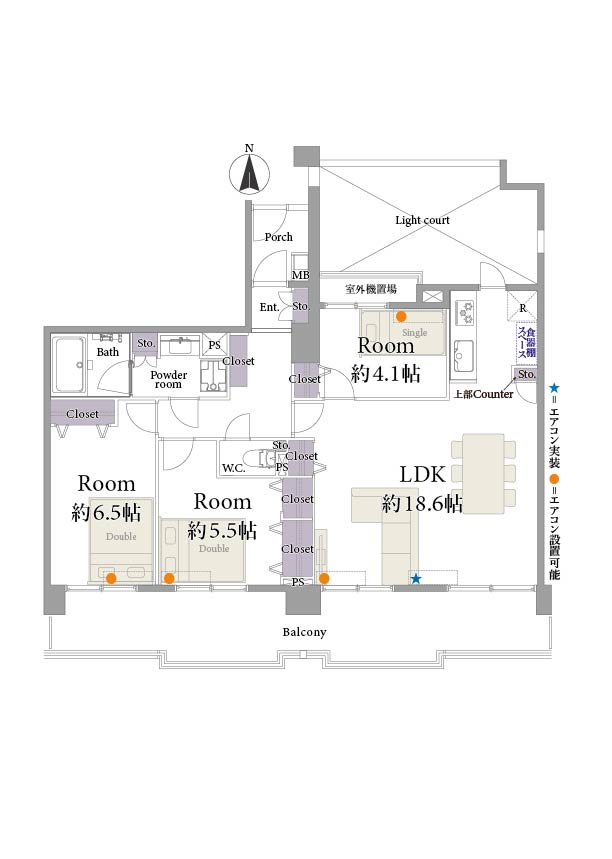 N
Light court
Porch
MB
室外機置場
Ent.
Sto.
R
食器棚
スペース
Single
Room
約4.1帖
Sto.
上部Counter
Bath
Sto.
PS
Powder
room
Closet
Closet
Closet
Sto.
Closet
PS
W.C.
Room
約6.5帖
Double
Room
約5.5帖
Double
Closet
Closet
PS
LDK
約18.6帖
Balcony
★=エアコン実装 ●=エアコン設置可能